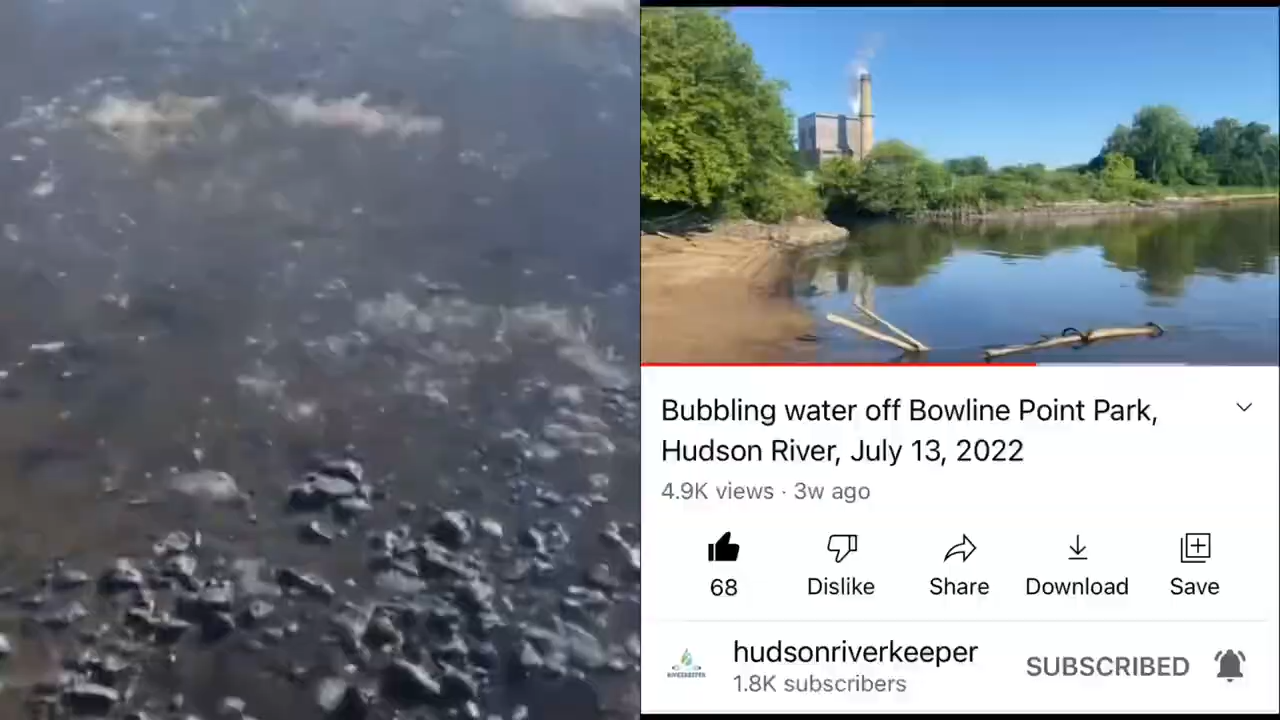 Bubbling water off Bowline Point Park,
Hudson River, July 13, 2022
4.9K views · 3w ago
68
Dislike
Share
Download
Save
RIVERKEEPER
hudsonriverkeeper
1.8K subscribers
SUBSCRIBED